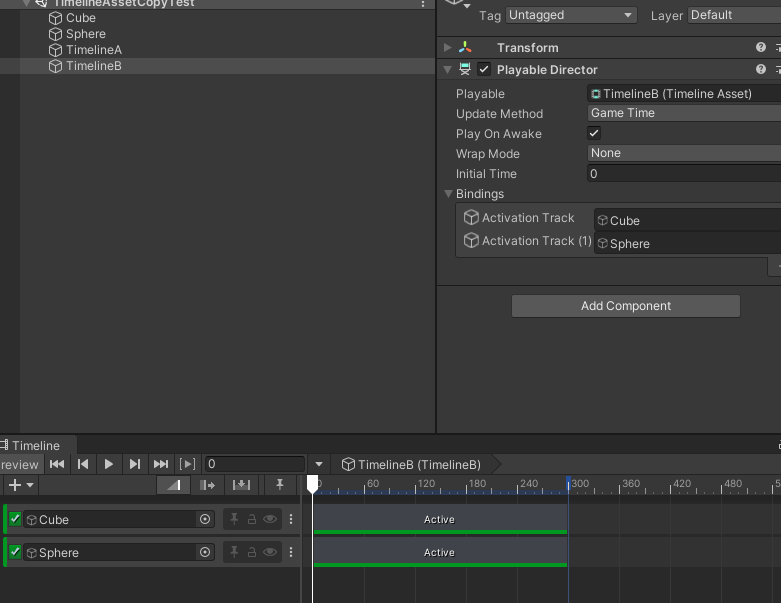 TimelineAssetCopyTest
Cube
Sphere
TimelineA
TimelineB
Tag Untagged Layer Default
Transform
Playable Director
Playable TimelineB (Timeline Asset)
Update Method Game Time
Play On Awake
Wrap Mode None
Initial Time 0
Bindings
Activation Track Cube
Activation Track (1) Sphere
Add Component
Timeline
review 0 TimelineB (TimelineB)
0 60 120 180 240 300 360 420 480
Cube Active
Sphere Active